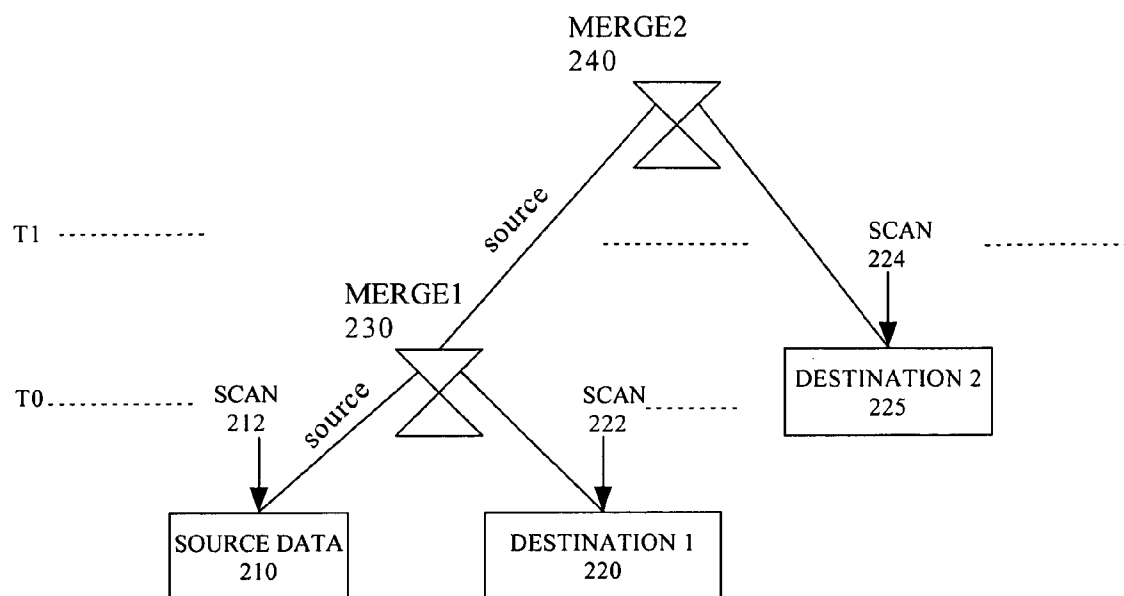 MERGE2
240
source
T1
SCAN
224
MERGE1
230
DESTINATION 2
225
T0
SCAN
212
source
SCAN
222
SOURCE DATA
210
DESTINATION 1
220